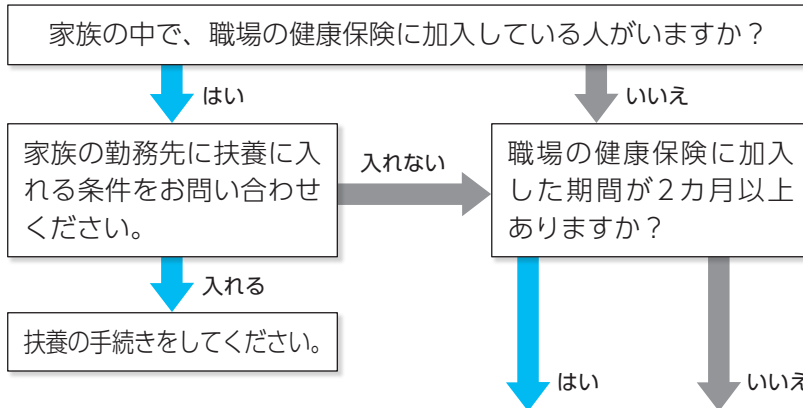 家族の中で、職場の健康保険に加入している人がいますか？
はい
いいえ
家族の勤務先に扶養に入
れる条件をお問い合わせ
ください。
入れない
職場の健康保険に加入
した期間が2カ月以上
ありますか？
入れる
扶養の手続きをしてください。
はい
いいえ